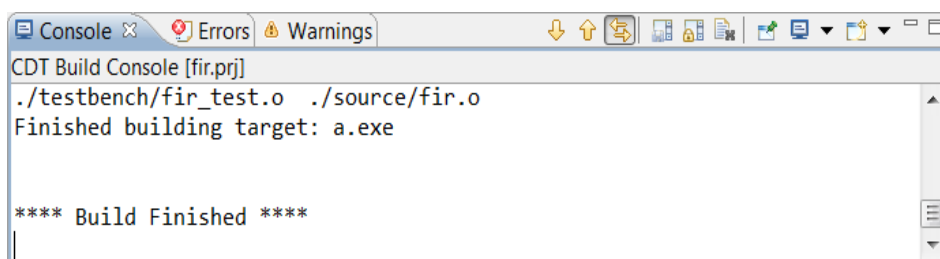 Console Errors Warnings
CDT Build Console [fir.prj]
./testbench/fir_test.o  ./source/fir.o
Finished building target: a.exe
**** Build Finished ****